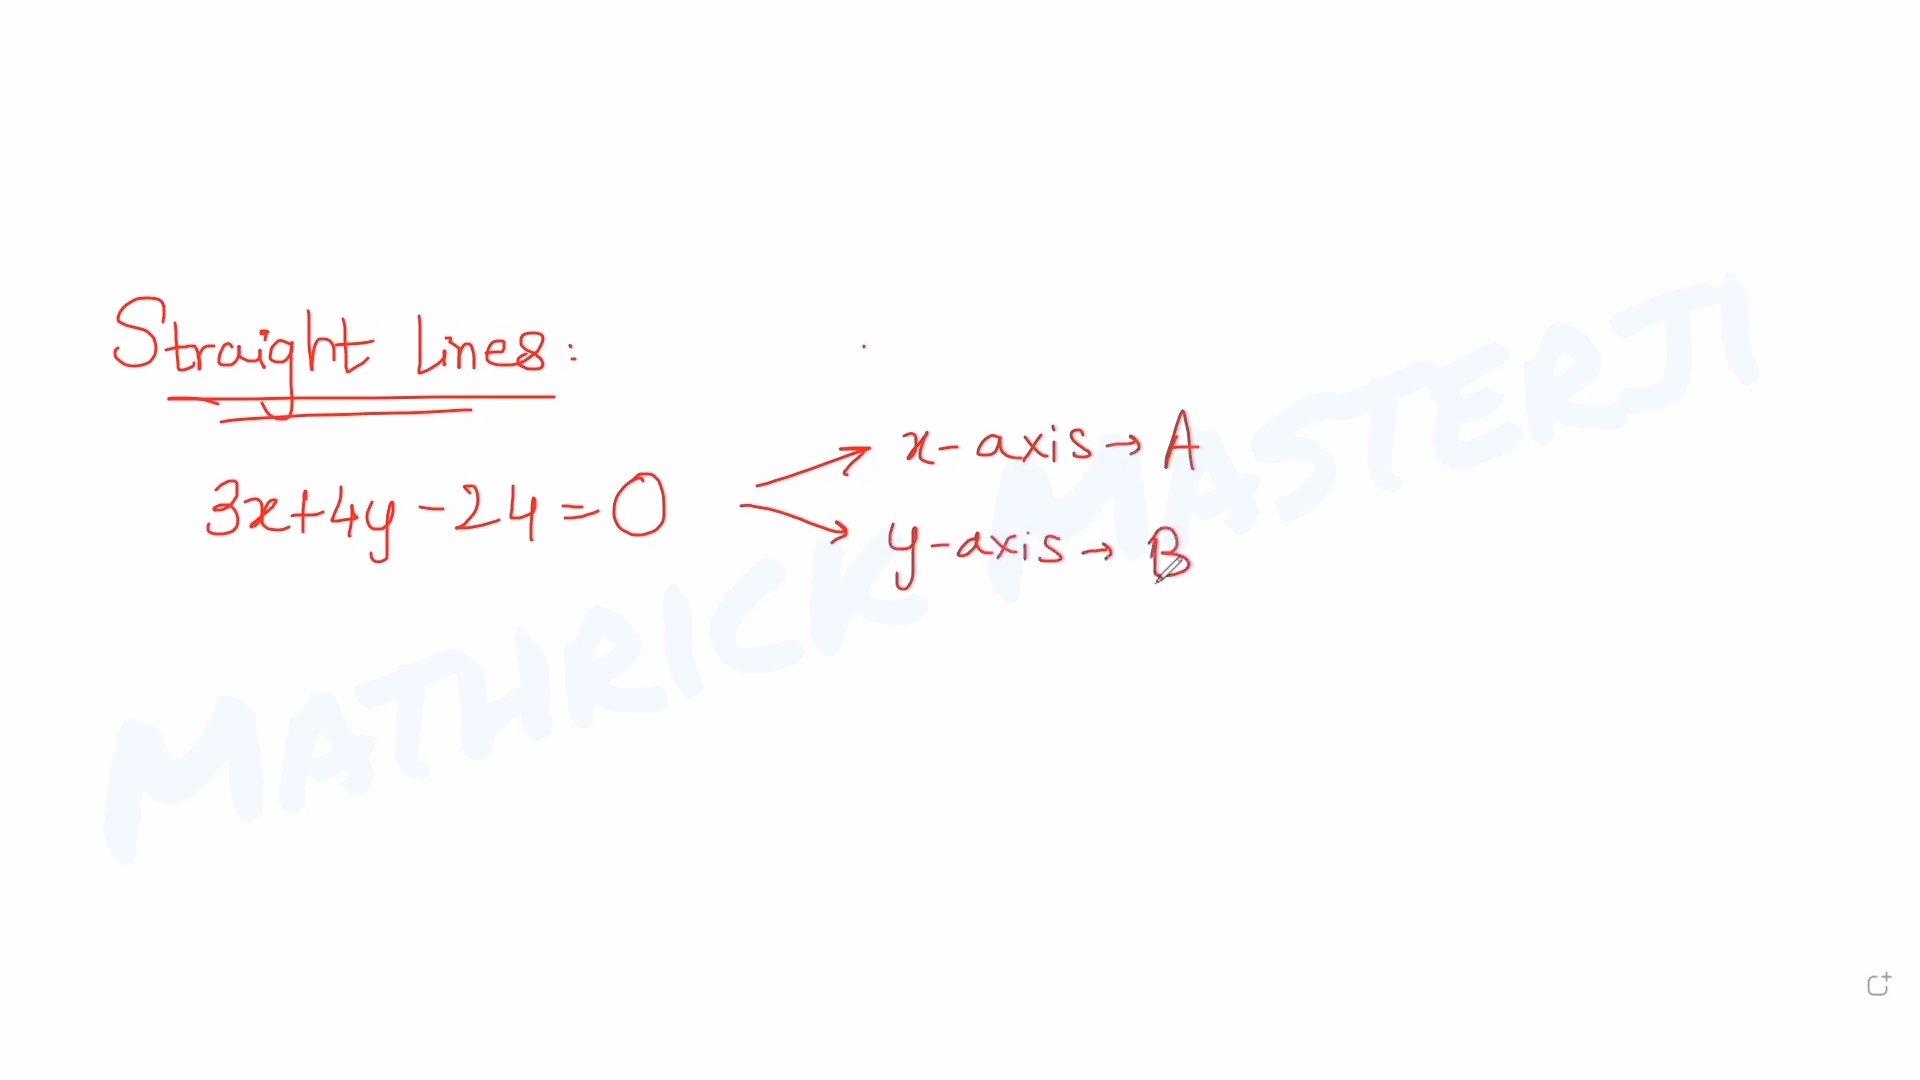 Straight Lines:
3x+4y-24=0
x-axis→A
y-axis→B
MATHRICK MASTERJI